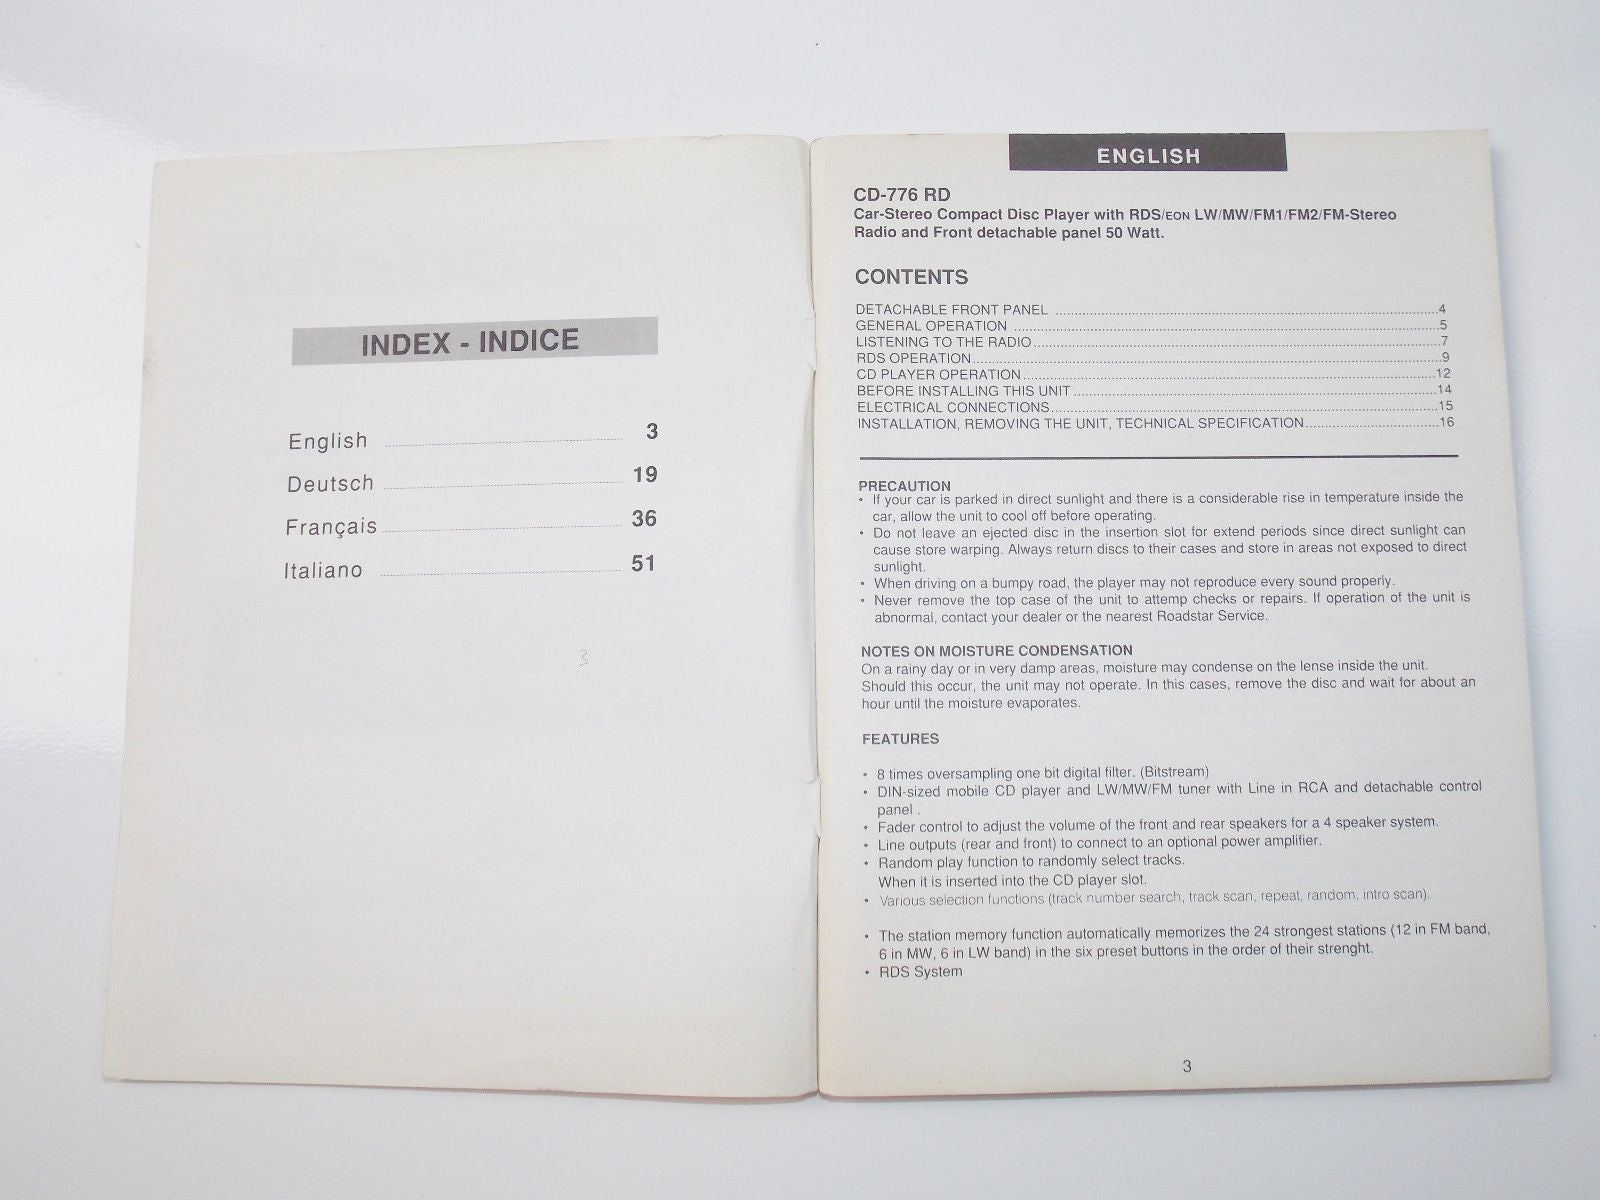 INDEX - INDICE
English ........ 3
Deutsch ........ 19
Français ........ 36
Italiano ........ 51
3
ENGLISH
CD-776 RD
Car-Stereo Compact Disc Player with RDS/EON LW/MW/FM1/FM2/FM-Stereo
Radio and Front detachable panel 50 Watt.
CONTENTS
DETACHABLE FRONT PANEL ........ 4
GENERAL OPERATION ........ 5
LISTENING TO THE RADIO ........ 7
RDS OPERATION ........ 9
CD PLAYER OPERATION ........ 12
BEFORE INSTALLING THIS UNIT ........ 14
ELECTRICAL CONNECTIONS ........ 15
INSTALLATION, REMOVING THE UNIT, TECHNICAL SPECIFICATION ........ 16
PRECAUTION
• If your car is parked in direct sunlight and there is a considerable rise in temperature inside the
car, allow the unit to cool off before operating.
• Do not leave an ejected disc in the insertion slot for extend periods since direct sunlight can
cause store warping. Always return discs to their cases and store in areas not exposed to direct
sunlight.
• When driving on a bumpy road, the player may not reproduce every sound properly.
• Never remove the top case of the unit to attemp checks or repairs. If operation of the unit is
abnormal, contact your dealer or the nearest Roadstar Service.
NOTES ON MOISTURE CONDENSATION
On a rainy day or in very damp areas, moisture may condense on the lense inside the unit.
Should this occur, the unit may not operate. In this cases, remove the disc and wait for about an
hour until the moisture evaporates.
FEATURES
• 8 times oversampling one bit digital filter. (Bitstream)
• DIN-sized mobile CD player and LW/MW/FM tuner with Line in RCA and detachable control
panel .
• Fader control to adjust the volume of the front and rear speakers for a 4 speaker system.
• Line outputs (rear and front) to connect to an optional power amplifier.
• Random play function to randomly select tracks.
When it is inserted into the CD player slot.
• Various selection functions (track number search, track scan, repeat, random, intro scan).
• The station memory function automatically memorizes the 24 strongest stations (12 in FM band,
6 in MW, 6 in LW band) in the six preset buttons in the order of their strenght.
• RDS System
3